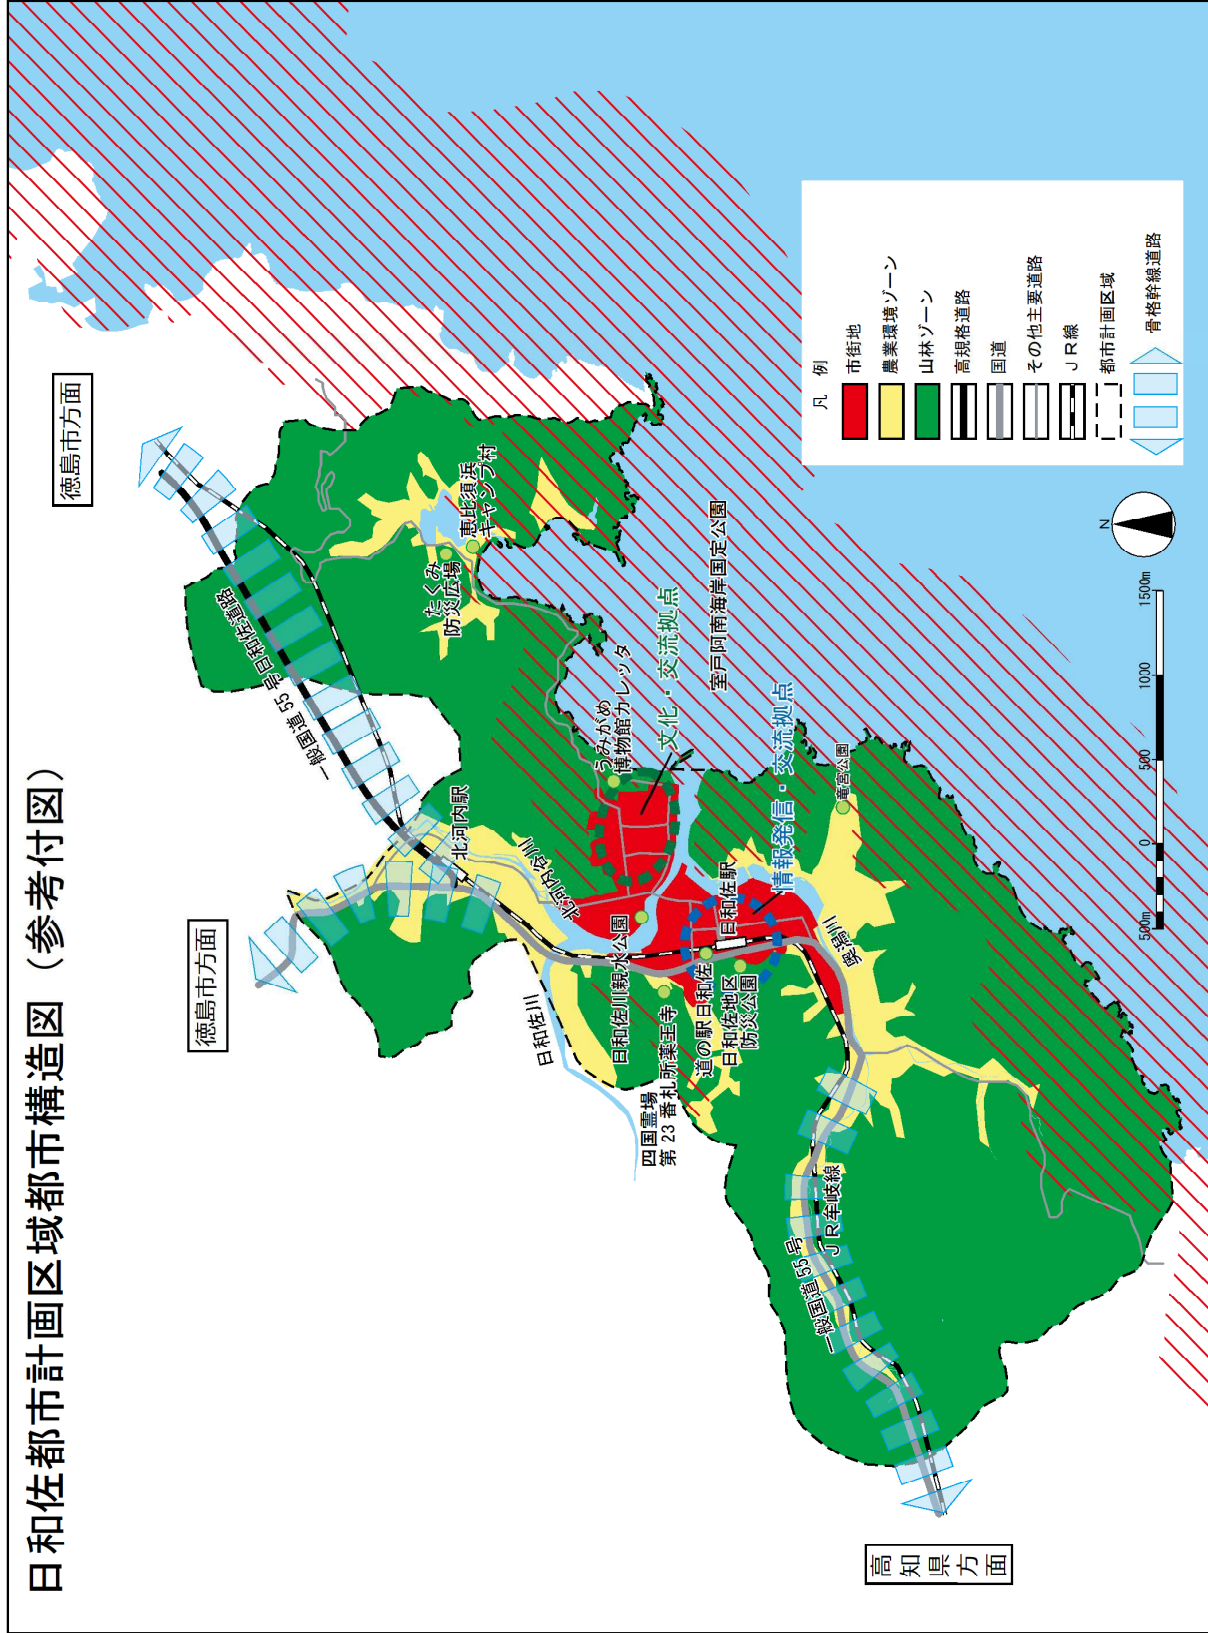 日和佐都市計画区域都市構造図（参考付図）
徳島市方面
徳島市方面
一般国道55号日和佐道路
北河内駅
北河内谷川
日和佐川
たくみ
防災広場
恵比須浜
キャンプ村
うみがめ
博物館カレッタ
文化・交流拠点
室戸阿南海岸国定公園
日和佐川親水公園
四国霊場
第23番札所薬王寺
道の駅日和佐
日和佐駅
日和佐地区
防災公園
情報発信・交流拠点
竜宮公園
奥潟川
一般国道55号
ＪＲ牟岐線
高知県方面
凡　例
市街地
農業環境ゾーン
山林ゾーン
高規格道路
国道
その他主要道路
ＪＲ線
都市計画区域
骨格幹線道路
N
500m 0 500 1000 1500m